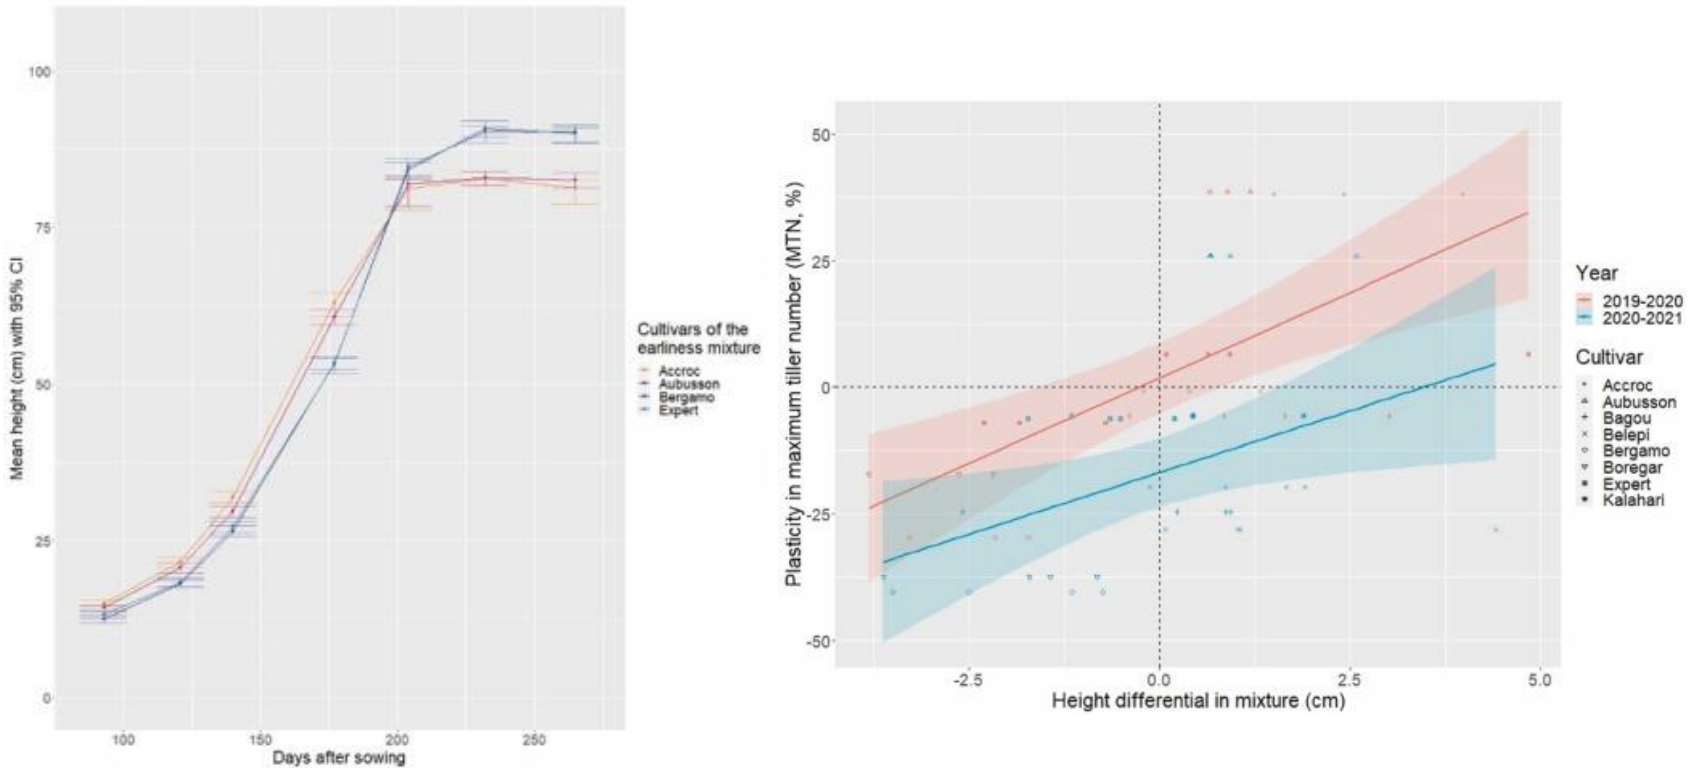 Mean height (cm) with 95% CI
100
75
50
25
0
100 150 200 250
Days after sowing
Cultivars of the
earliness mixture
Accroc
Aubusson
Bergamo
Expert
Plasticity in maximum tiller number (MTN, %)
50
25
0
-25
-50
-2.5 0.0 2.5 5.0
Height differential in mixture (cm)
Year
2019-2020
2020-2021
Cultivar
Accroc
Aubusson
Bagou
Belepi
Bergamo
Boregar
Expert
Kalahari